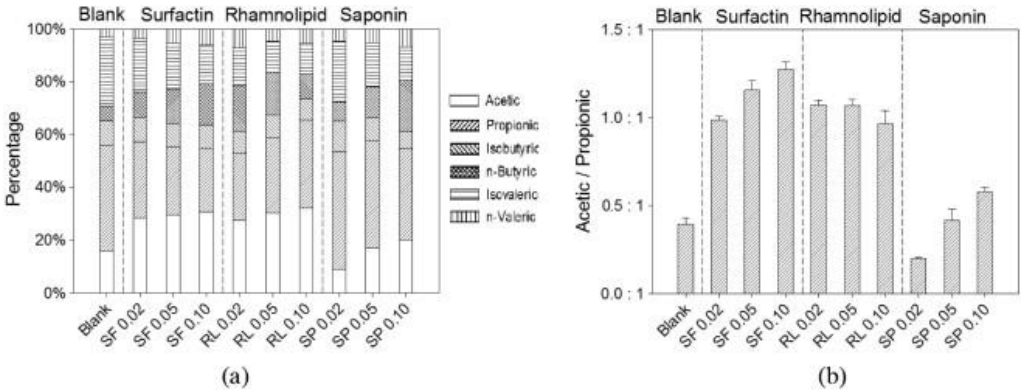 Blank Surfactin Rhamnolipid Saponin
100%
80%
60%
40%
20%
0%
Percentage
Blank
SF 0.02
SF 0.05
SF 0.10
RL 0.02
RL 0.05
RL 0.10
SP 0.02
SP 0.05
SP 0.10
Acetic
Propionic
Isobutyric
n-Butyric
Isovaleric
n-Valeric
(a)
Blank Surfactin Rhamnolipid Saponin
1.5 : 1
1.0 : 1
0.5 : 1
0.0 : 1
Acetic / Propionic
Blank
SF 0.02
SF 0.05
SF 0.10
RL 0.02
RL 0.05
RL 0.10
SP 0.02
SP 0.05
SP 0.10
(b)